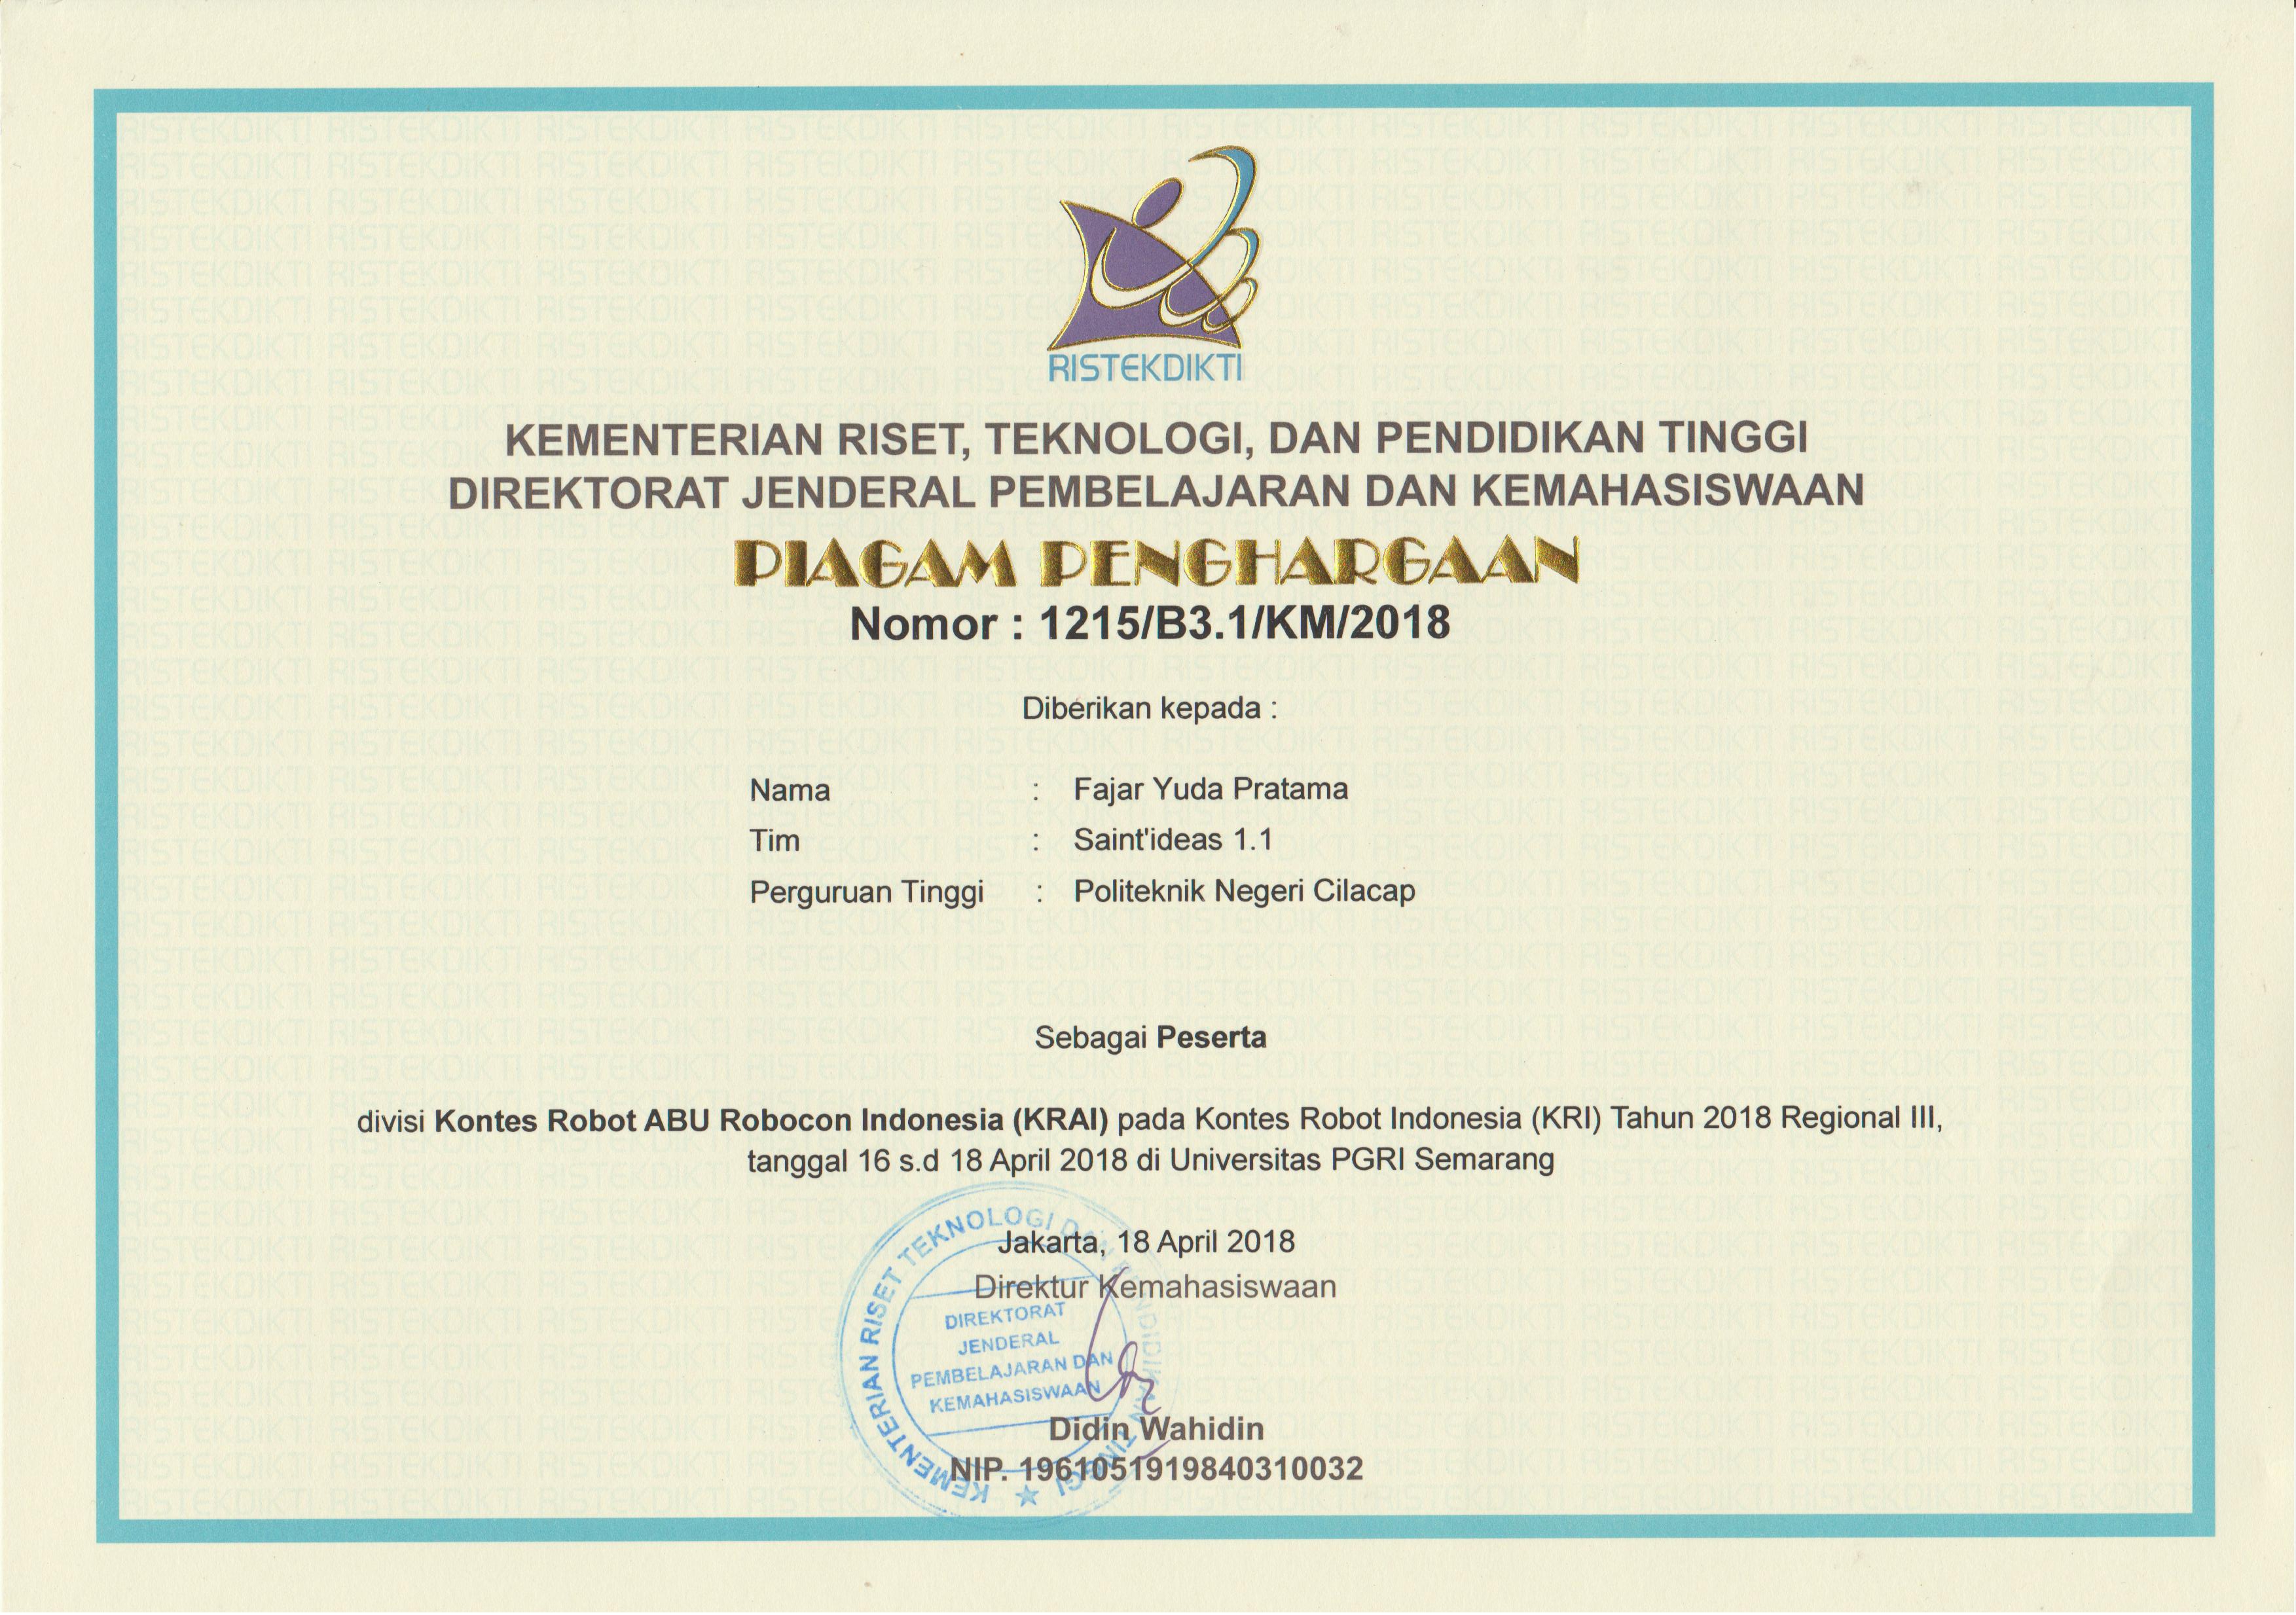 RISTEKDIKTI
KEMENTERIAN RISET, TEKNOLOGI, DAN PENDIDIKAN TINGGI
DIREKTORAT JENDERAL PEMBELAJARAN DAN KEMAHASISWAAN
PIAGAM PENGHARGAAN
Nomor : 1215/B3.1/KM/2018
Diberikan kepada :
Nama : Fajar Yuda Pratama
Tim : Saint'ideas 1.1
Perguruan Tinggi : Politeknik Negeri Cilacap
Sebagai Peserta
divisi Kontes Robot ABU Robocon Indonesia (KRAI) pada Kontes Robot Indonesia (KRI) Tahun 2018 Regional III,
tanggal 16 s.d 18 April 2018 di Universitas PGRI Semarang
Jakarta, 18 April 2018
Direktur Kemahasiswaan
KEMENTERIAN RISET TEKNOLOGI DAN PENDIDIKAN TINGGI
DIREKTORAT
JENDERAL
PEMBELAJARAN DAN
KEMAHASISWAAN
Didin Wahidin
NIP. 1961051919840310032